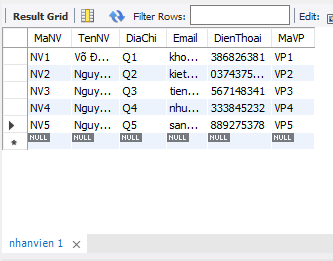 Result Grid Filter Rows: Edit:
MaNV TenNV DiaChi Email DienThoai MaVP
NV1 Võ Đ... Q1 kho... 386826381 VP1
NV2 Nguy... Q2 kiet... 0374375... VP2
NV3 Nguy... Q3 tien... 567148341 VP3
NV4 Nguy... Q4 nhu... 333845232 VP4
NV5 Nguy... Q5 san... 889275378 VP5
NULL NULL NULL NULL NULL NULL
nhanvien 1